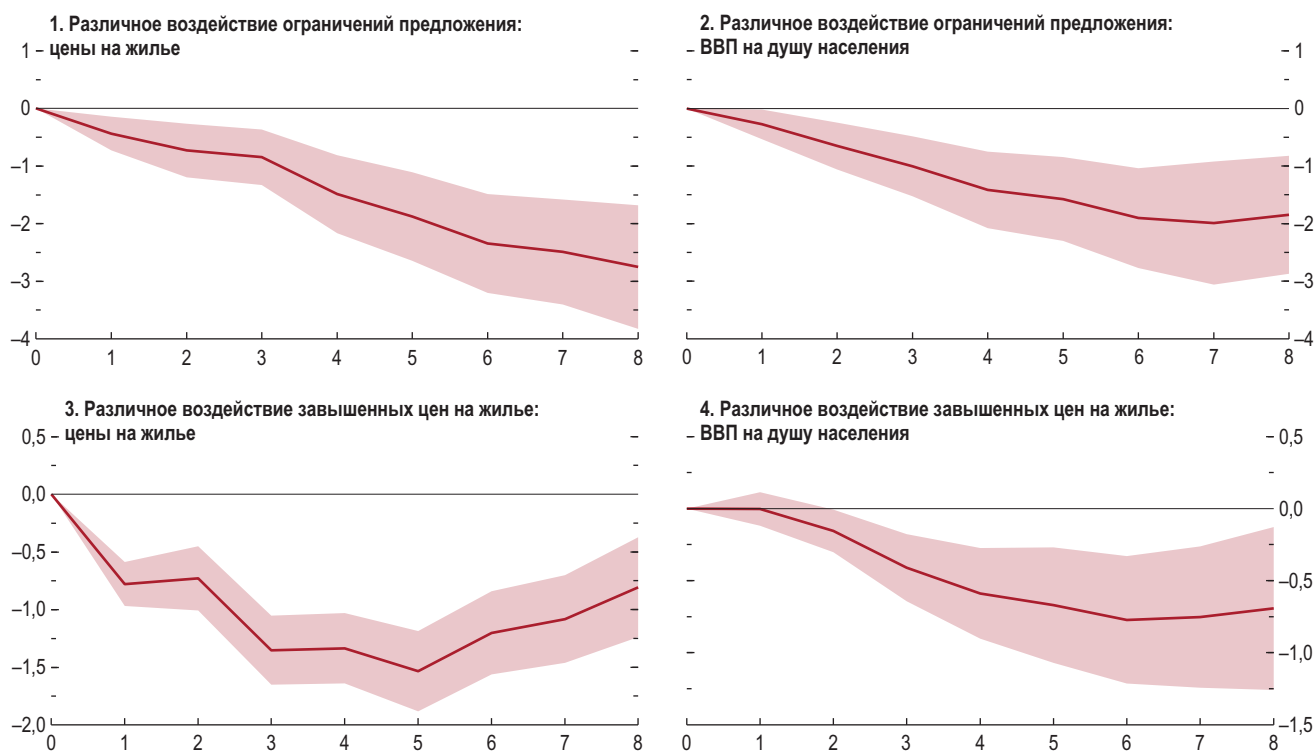 1. Различное воздействие ограничений предложения:
цены на жилье
1
0
–1
–2
–3
–4
0 1 2 3 4 5 6 7 8
2. Различное воздействие ограничений предложения:
ВВП на душу населения
1
0
–1
–2
–3
–4
0 1 2 3 4 5 6 7 8
3. Различное воздействие завышенных цен на жилье:
цены на жилье
0,5
0,0
–0,5
–1,0
–1,5
–2,0
0 1 2 3 4 5 6 7 8
4. Различное воздействие завышенных цен на жилье:
ВВП на душу населения
0,5
0,0
–0,5
–1,0
–1,5
0 1 2 3 4 5 6 7 8